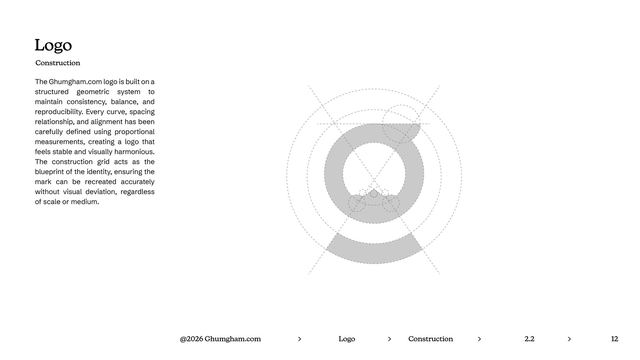 Logo
Construction
The Ghumgham.com logo is built on a
structured geometric system to
maintain consistency, balance, and
reproducibility. Every curve, spacing
relationship, and alignment has been
carefully defined using proportional
measurements, creating a logo that
feels stable and visually harmonious.
The construction grid acts as the
blueprint of the identity, ensuring the
mark can be recreated accurately
without visual deviation, regardless
of scale or medium.
@2026 Ghumgham.com > Logo > Construction > 2.2 > 12